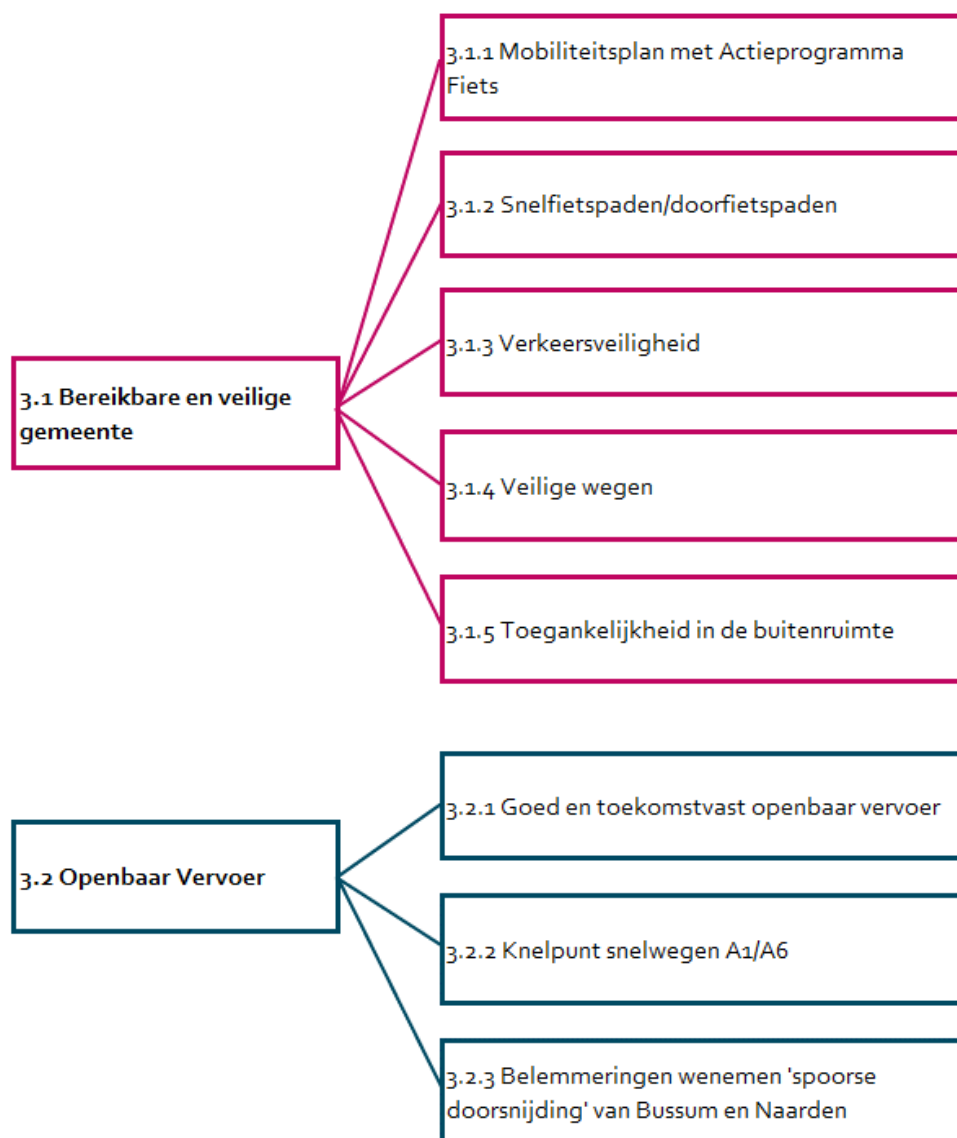 3.1 Bereikbare en veilige
gemeente
3.1.1 Mobiliteitsplan met Actieprogramma
Fiets
3.1.2 Snelfietspaden/doorfietspaden
3.1.3 Verkeersveiligheid
3.1.4 Veilige wegen
3.1.5 Toegankelijkheid in de buitenruimte
3.2 Openbaar Vervoer
3.2.1 Goed en toekomstvast openbaar vervoer
3.2.2 Knelpunt snelwegen A1/A6
3.2.3 Belemmeringen wenemen 'spoorse
doorsnijding' van Bussum en Naarden